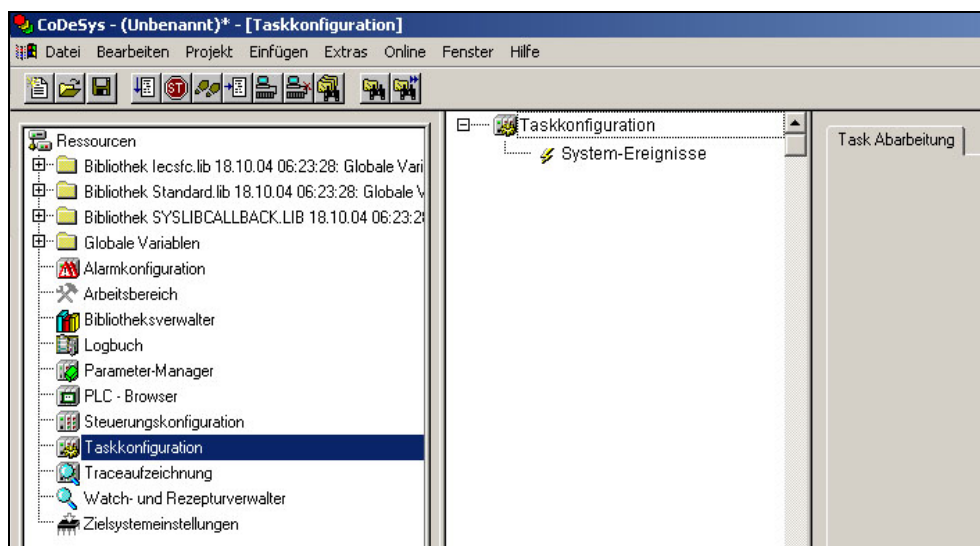 CoDeSys - (Unbenannt)* - [Taskkonfiguration]
Datei Bearbeiten Projekt Einfügen Extras Online Fenster Hilfe
ST
Ressourcen
Bibliothek Iecsfc.lib 18.10.04 06:23:28: Globale Vari
Bibliothek Standard.lib 18.10.04 06:23:28: Globale V
Bibliothek SYSLIBCALLBACK.LIB 18.10.04 06:23:2
Globale Variablen
Alarmkonfiguration
Arbeitsbereich
Bibliotheksverwalter
Logbuch
Parameter-Manager
PLC - Browser
Steuerungskonfiguration
Taskkonfiguration
Traceaufzeichnung
Watch- und Rezepturverwalter
Zielsystemeinstellungen
Taskkonfiguration
System-Ereignisse
Task Abarbeitung